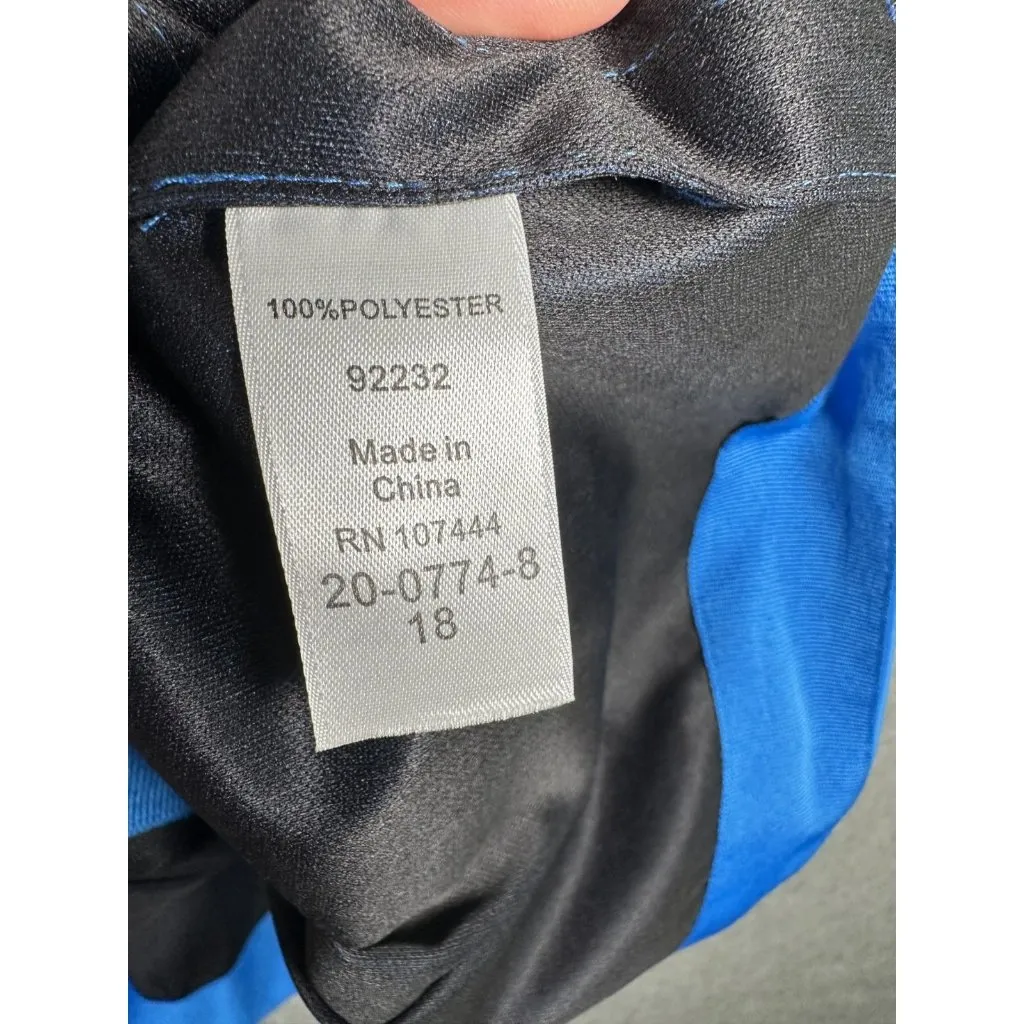 100%POLYESTER
92232
Made in
China
RN 107444
20-0774-8
18